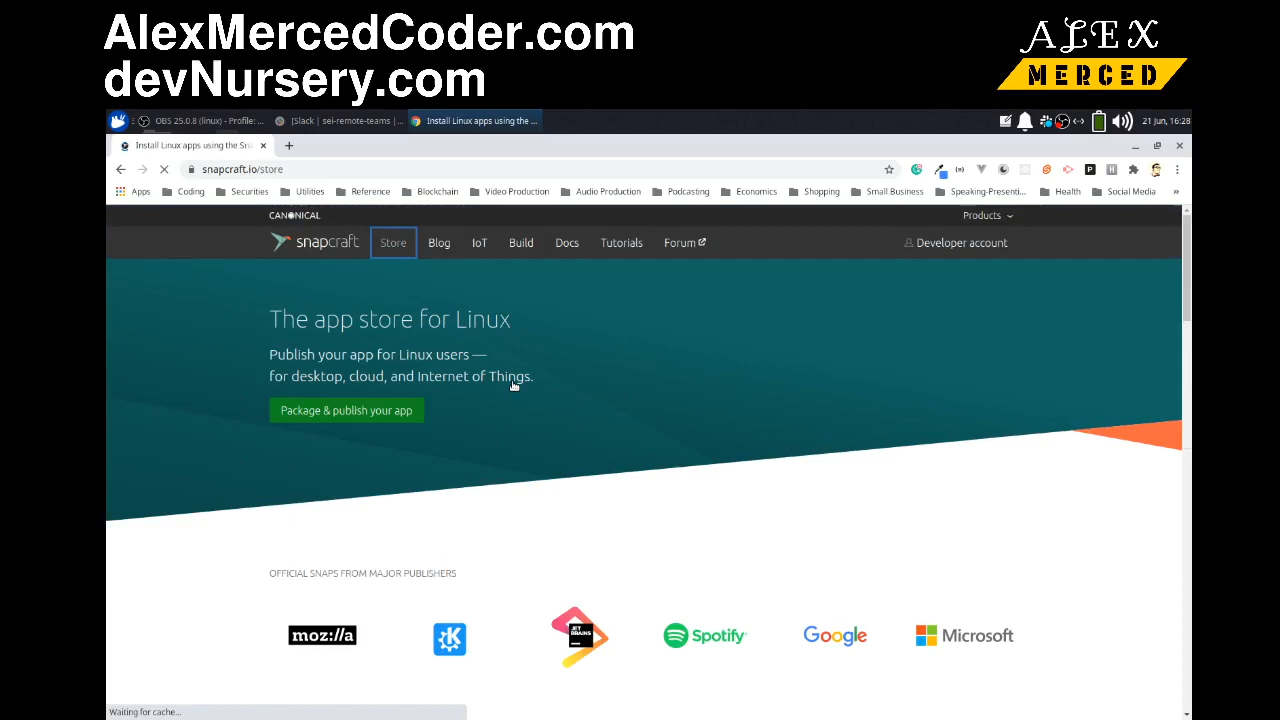 AlexMercedCoder.com
devNursery.com
ALEX
MERCED
OBS 25.0.8 (linux) - Profile: ...
[Slack | sei-remote-teams | ...
Install Linux apps using the ...
21 Jun, 16:28
Install Linux apps using the Sna
snapcraft.io/store
Apps
Coding
Securities
Utilities
Reference
Blockchain
Video Production
Audio Production
Podcasting
Economics
Shopping
Small Business
Speaking-Presenti...
Health
Social Media
»
CANONICAL
Products
snapcraft
Store
Blog
IoT
Build
Docs
Tutorials
Forum
Developer account
The app store for Linux
Publish your app for Linux users —
for desktop, cloud, and Internet of Things.
Package & publish your app
OFFICIAL SNAPS FROM MAJOR PUBLISHERS
moz://a
K
JET
BRAINS
Spotify
Google
Microsoft
Waiting for cache...